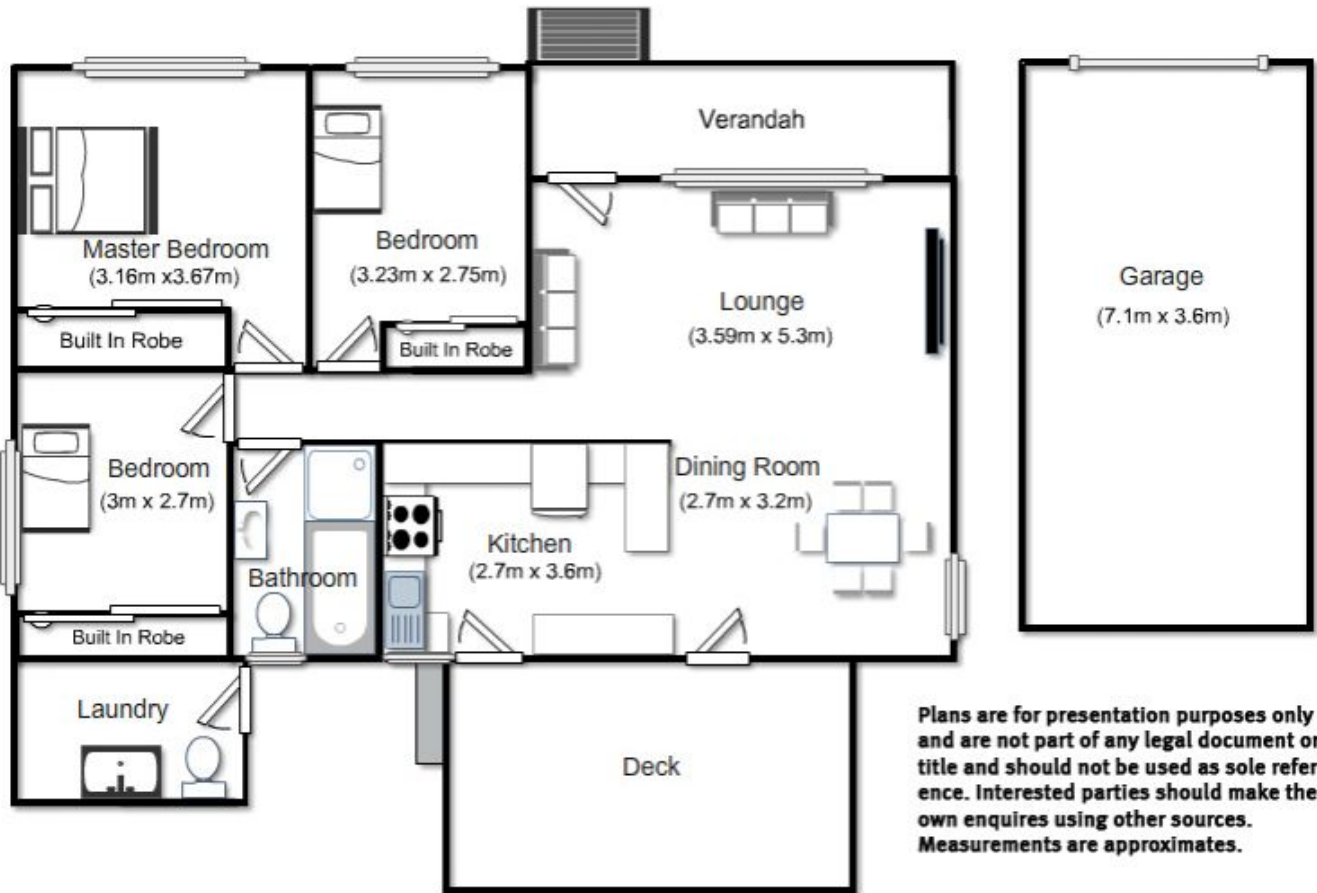 Verandah
Master Bedroom
(3.16m x3.67m)
Bedroom
(3.23m x 2.75m)
Lounge
(3.59m x 5.3m)
Garage
(7.1m x 3.6m)
Built In Robe
Built In Robe
Bedroom
(3m x 2.7m)
Dining Room
(2.7m x 3.2m)
Kitchen
(2.7m x 3.6m)
Bathroom
Built In Robe
Laundry
Deck
Plans are for presentation purposes only
and are not part of any legal document or
title and should not be used as sole refer
ence. Interested parties should make the
own enquires using other sources.
Measurements are approximates.